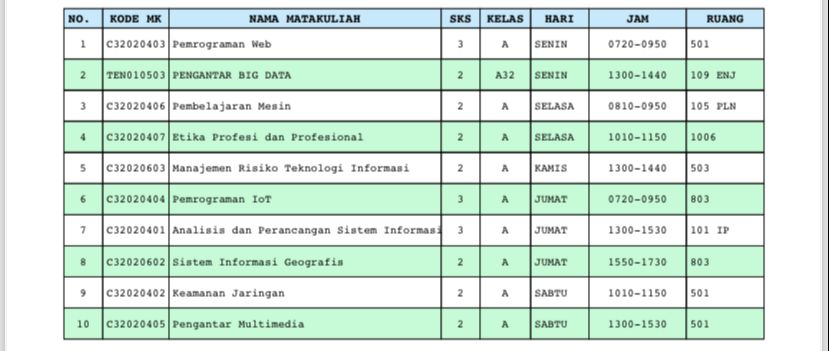 NO. KODE MK NAMA MATAKULIAH SKS KELAS HARI JAM RUANG
1 C32020403 Pemrograman Web 3 A SENIN 0720-0950 501
2 TEN010503 PENGANTAR BIG DATA 2 A32 SENIN 1300-1440 109 ENJ
3 C32020406 Pembelajaran Mesin 2 A SELASA 0810-0950 105 PLN
4 C32020407 Etika Profesi dan Profesional 2 A SELASA 1010-1150 1006
5 C32020603 Manajemen Risiko Teknologi Informasi 2 A KAMIS 1300-1440 503
6 C32020404 Pemrograman IoT 3 A JUMAT 0720-0950 803
7 C32020401 Analisis dan Perancangan Sistem Informasi 3 A JUMAT 1300-1530 101 IP
8 C32020602 Sistem Informasi Geografis 2 A JUMAT 1550-1730 803
9 C32020402 Keamanan Jaringan 2 A SABTU 1010-1150 501
10 C32020405 Pengantar Multimedia 2 A SABTU 1300-1530 501